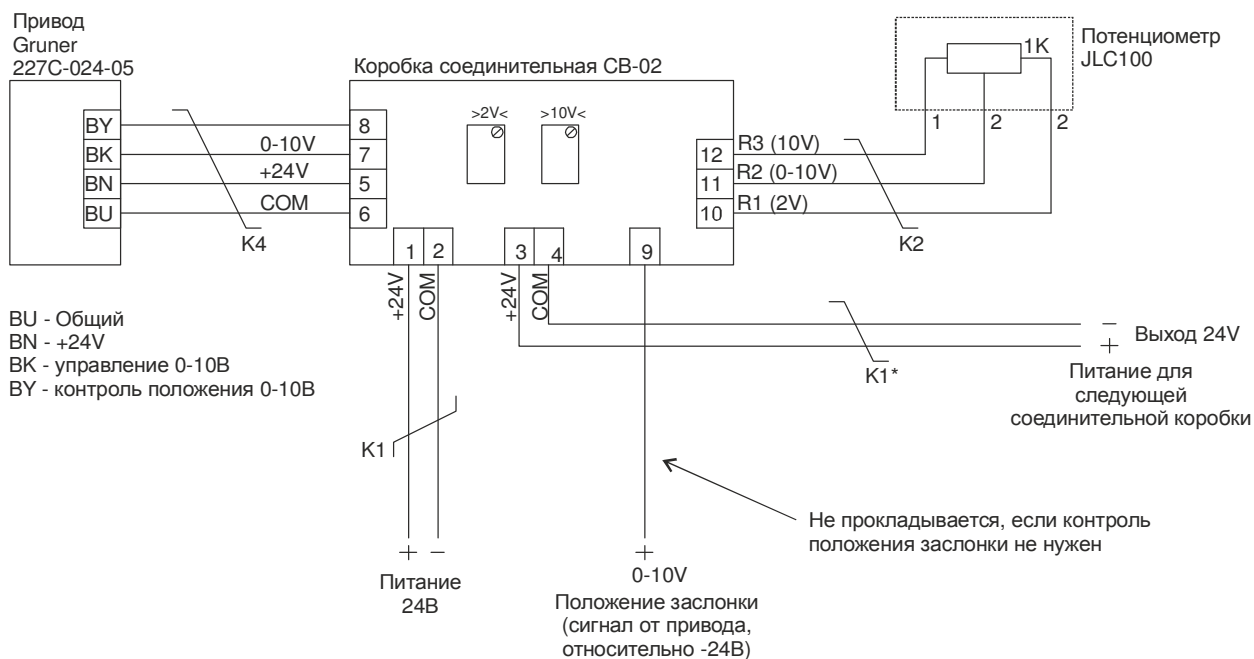 Привод
Gruner
227C-024-05
Коробка соединительная СВ-02
1K
Потенциометр
JLC100
>2V<
>10V<
BY
BK
BN
BU
0-10V
+24V
COM
K4
8
7
5
6
12
11
10
R3 (10V)
R2 (0-10V)
R1 (2V)
1
2
2
K2
1
2
3
4
9
+24V
COM
+24V
COM
BU - Общий
BN - +24V
BK - управление 0-10В
BY - контроль положения 0-10В
K1
K1*
−
+
Выход 24V
Питание для
следующей
соединительной коробки
Не прокладывается, если контроль
положения заслонки не нужен
+ −
Питание
24В
+
0-10V
Положение заслонки
(сигнал от привода,
относительно -24В)